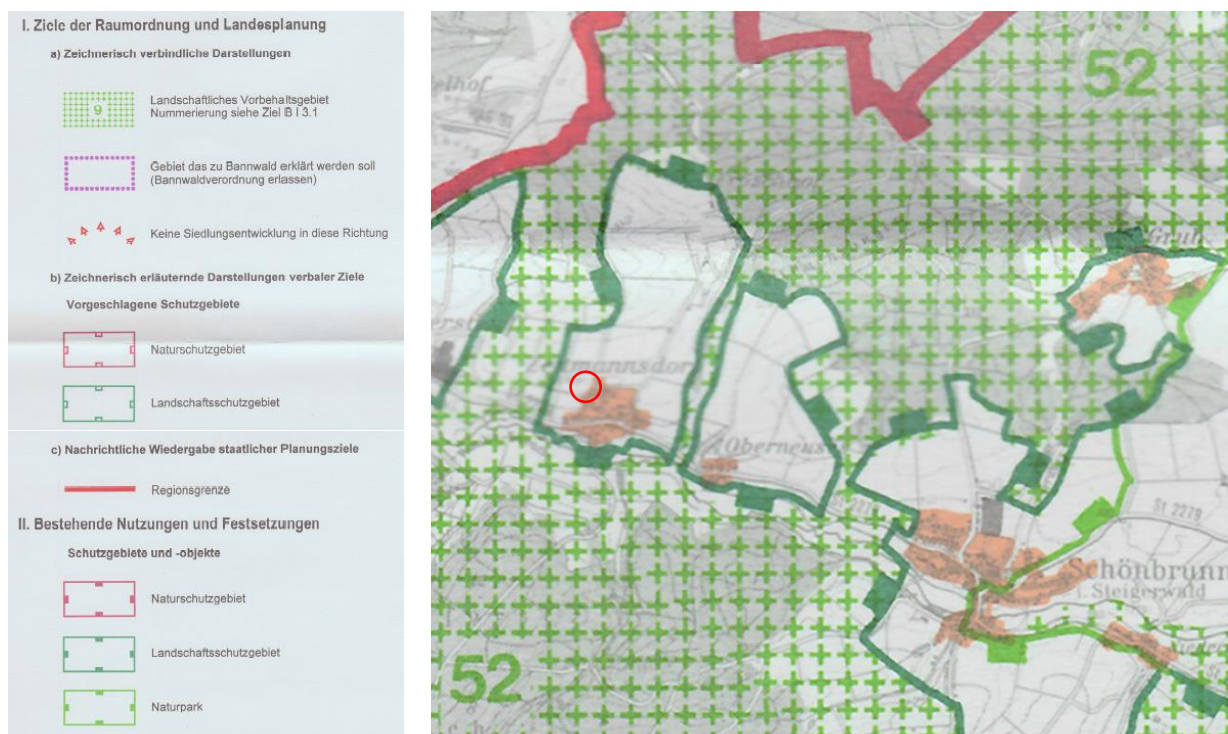 I. Ziele der Raumordnung und Landesplanung
a) Zeichnerisch verbindliche Darstellungen
9
Landschaftliches Vorbehaltsgebiet
Nummerierung siehe Ziel B I 3.1
Gebiet das zu Bannwald erklärt werden soll
(Bannwaldverordnung erlassen)
Keine Siedlungsentwicklung in diese Richtung
b) Zeichnerisch erläuternde Darstellungen verbaler Ziele
Vorgeschlagene Schutzgebiete
Naturschutzgebiet
Landschaftsschutzgebiet
c) Nachrichtliche Wiedergabe staatlicher Planungsziele
Regionsgrenze
II. Bestehende Nutzungen und Festsetzungen
Schutzgebiete und -objekte
Naturschutzgebiet
Landschaftsschutzgebiet
Naturpark
52
Grub
St 2279
Schönbrunn
i. Steigerwald
52